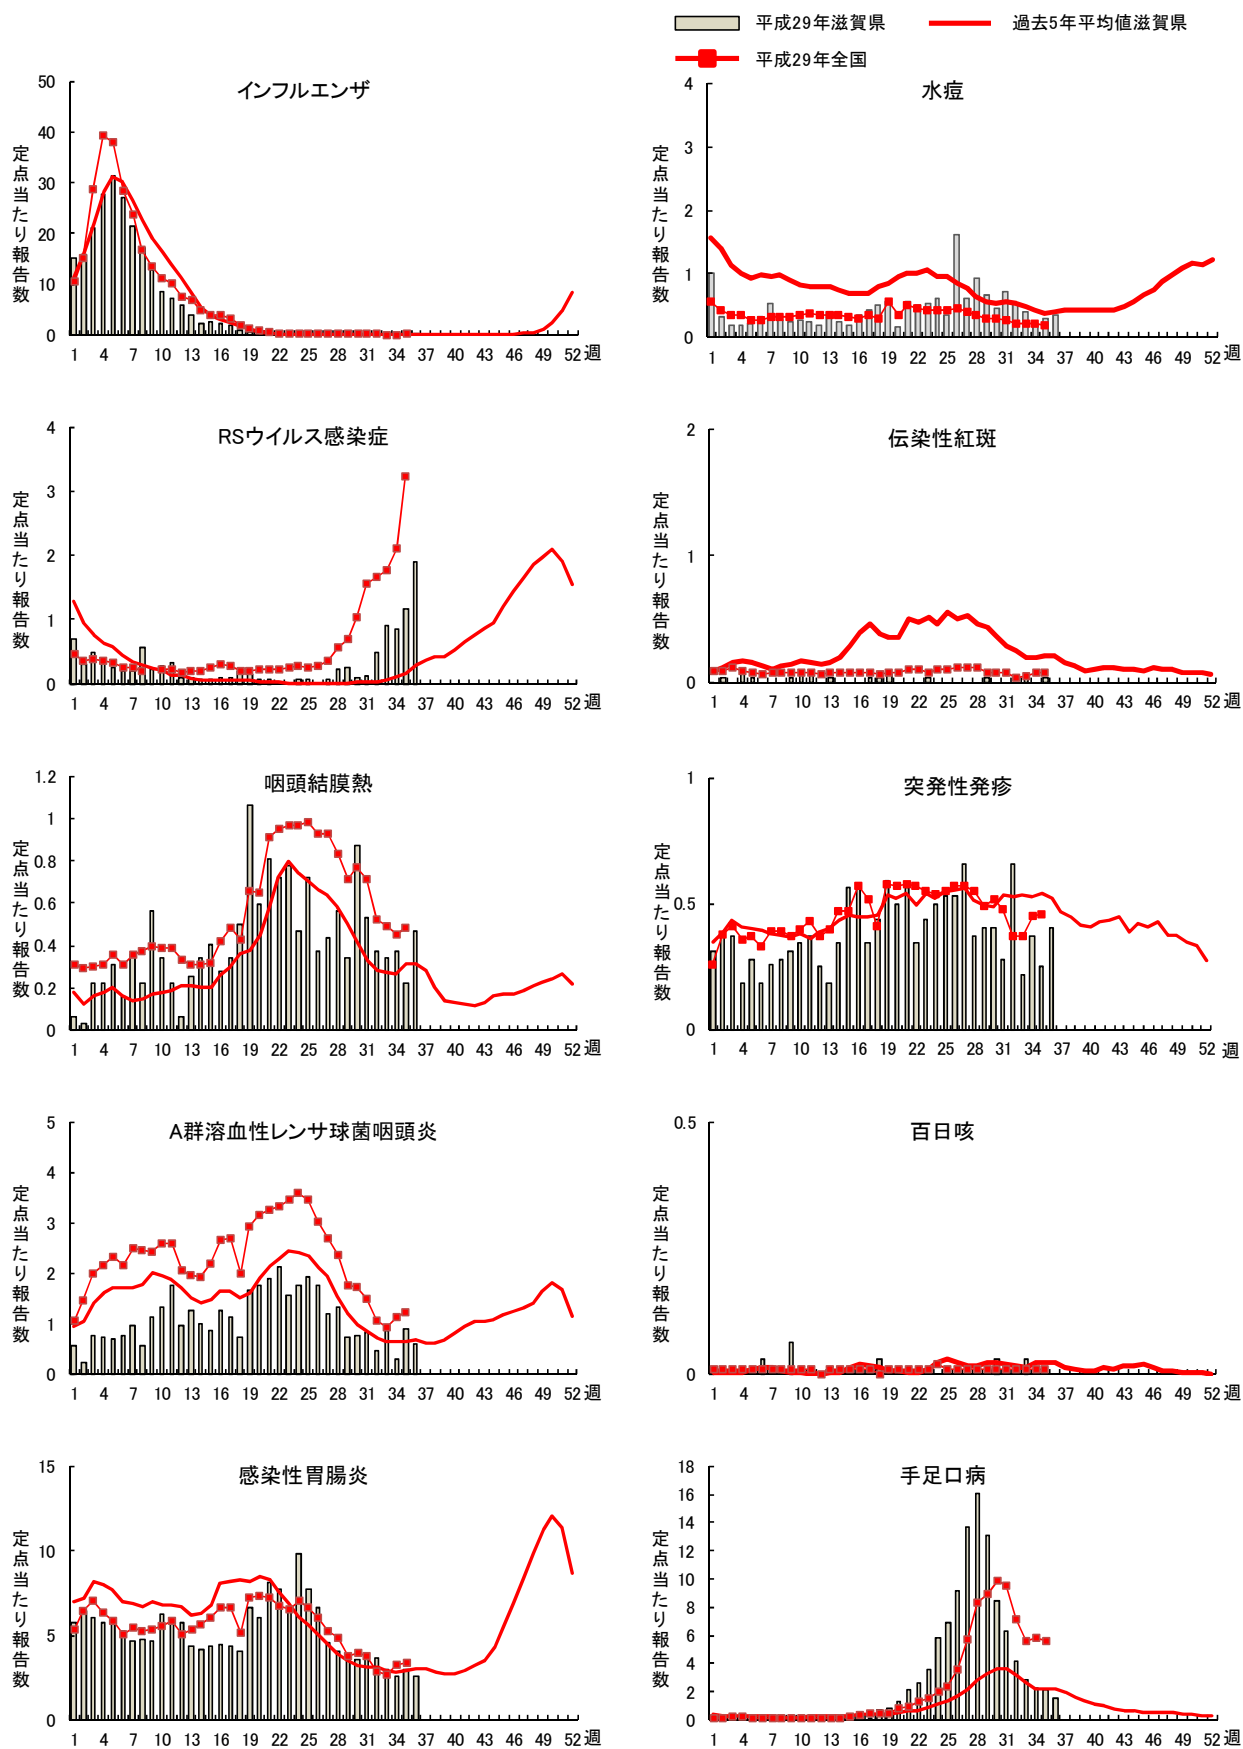 平成29年滋賀県 過去5年平均値滋賀県
平成29年全国
インフルエンザ
定点当たり報告数
50
40
30
20
10
0
1 4 7 10 13 16 19 22 25 28 31 34 37 40 43 46 49 52 週
水痘
定点当たり報告数
4
3
2
1
0
1 4 7 10 13 16 19 22 25 28 31 34 37 40 43 46 49 52 週
RSウイルス感染症
定点当たり報告数
4
3
2
1
0
1 4 7 10 13 16 19 22 25 28 31 34 37 40 43 46 49 52 週
伝染性紅斑
定点当たり報告数
2
1
0
1 4 7 10 13 16 19 22 25 28 31 34 37 40 43 46 49 52 週
咽頭結膜熱
定点当たり報告数
1.2
1
0.8
0.6
0.4
0.2
0
1 4 7 10 13 16 19 22 25 28 31 34 37 40 43 46 49 52 週
突発性発疹
定点当たり報告数
1
0.5
0
1 4 7 10 13 16 19 22 25 28 31 34 37 40 43 46 49 52 週
A群溶血性レンサ球菌咽頭炎
定点当たり報告数
5
4
3
2
1
0
1 4 7 10 13 16 19 22 25 28 31 34 37 40 43 46 49 52 週
百日咳
定点当たり報告数
0.5
0
1 4 7 10 13 16 19 22 25 28 31 34 37 40 43 46 49 52 週
感染性胃腸炎
定点当たり報告数
15
10
5
0
1 4 7 10 13 16 19 22 25 28 31 34 37 40 43 46 49 52 週
手足口病
定点当たり報告数
18
16
14
12
10
8
6
4
2
0
1 4 7 10 13 16 19 22 25 28 31 34 37 40 43 46 49 52 週